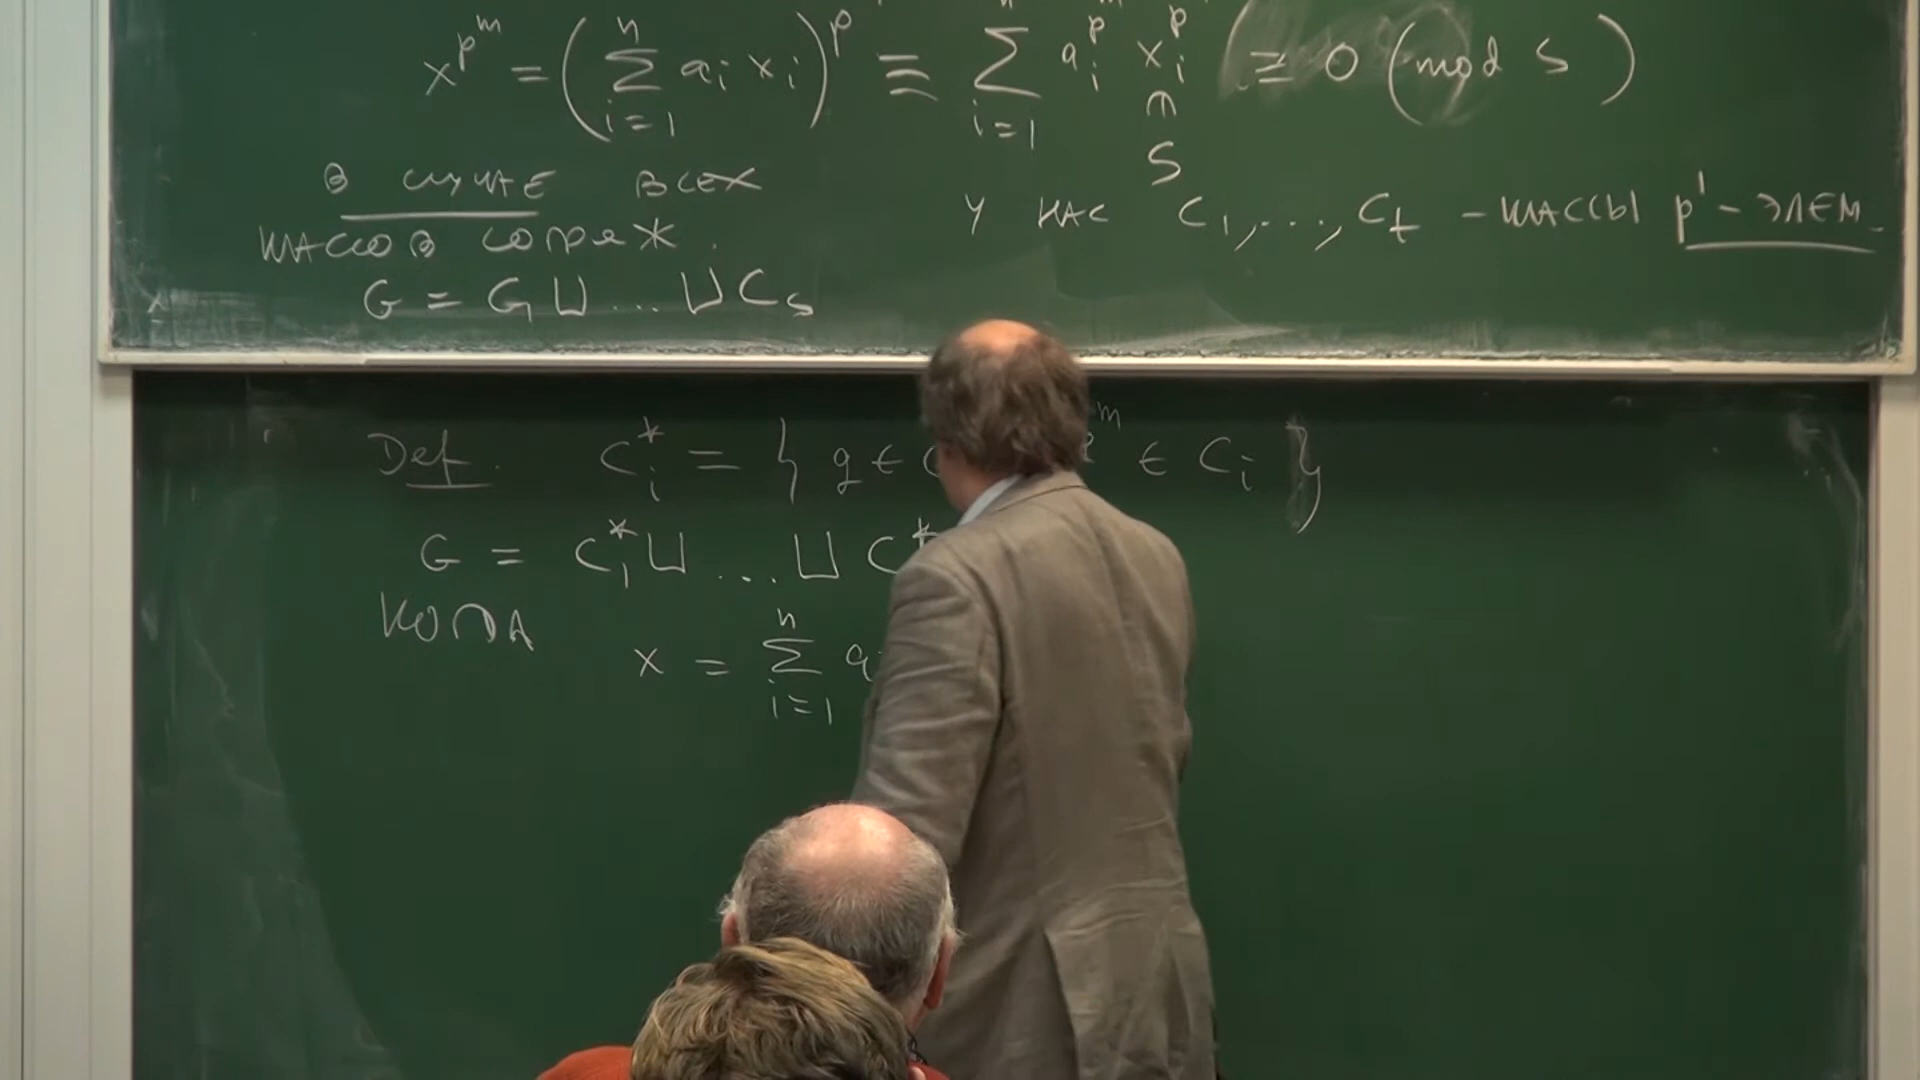 x^{p^m} = (∑_{i=1}^{n} a_i x_i)^p ≡ ∑_{i=1}^{n} a_i^{p^m} x_i^p ≡ 0 (mod S)
∩
S
В случае всех
классов сопряж.
У нас C_1, ..., C_t – классы p'-элем.
G = C_1 ⊔ ... ⊔ C_s
Def. C_i^* = { g ∈ ^m ∈ C_i }
G = C_1^* ⊔ ... ⊔ C^*
когда
x = ∑_{i=1}^{n} a